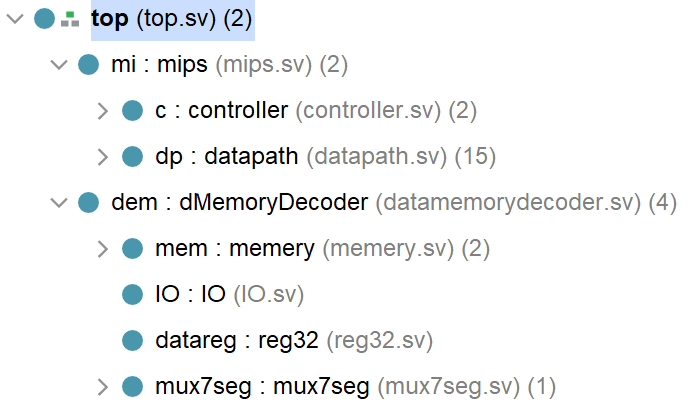 top (top.sv) (2)
mi : mips (mips.sv) (2)
c : controller (controller.sv) (2)
dp : datapath (datapath.sv) (15)
dem : dMemoryDecoder (datamemorydecoder.sv) (4)
mem : memery (memery.sv) (2)
IO : IO (IO.sv)
datareg : reg32 (reg32.sv)
mux7seg : mux7seg (mux7seg.sv) (1)